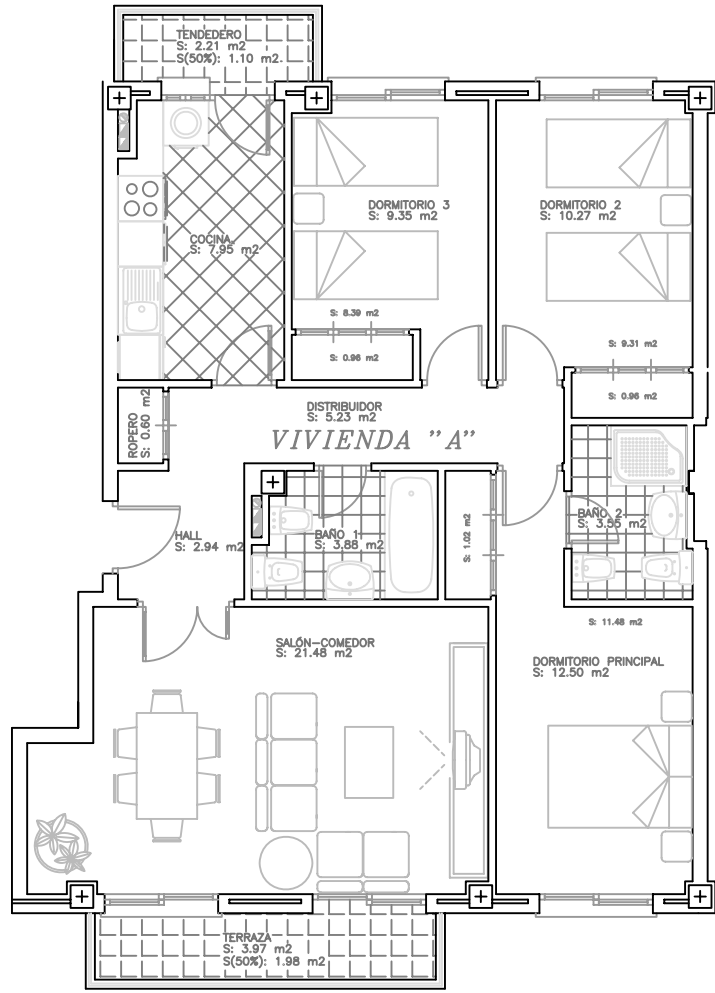 TENDEDERO
S: 2.21 m2
S(50%): 1.10 m2
DORMITORIO 3
S: 9.35 m2
DORMITORIO 2
S: 10.27 m2
COCINA
S: 7.95 m2
S: 8.39 m2
S: 0.96 m2
S: 9.31 m2
S: 0.96 m2
ROPERO
S: 0.60 m2
DISTRIBUIDOR
S: 5.23 m2
VIVIENDA "A"
HALL
S: 2.94 m2
BAÑO 1
S: 3.88 m2
S: 1.02 m2
BAÑO 2
S: 3.55 m2
S: 11.48 m2
SALÓN-COMEDOR
S: 21.48 m2
DORMITORIO PRINCIPAL
S: 12.50 m2
TERRAZA
S: 3.97 m2
S(50%): 1.98 m2